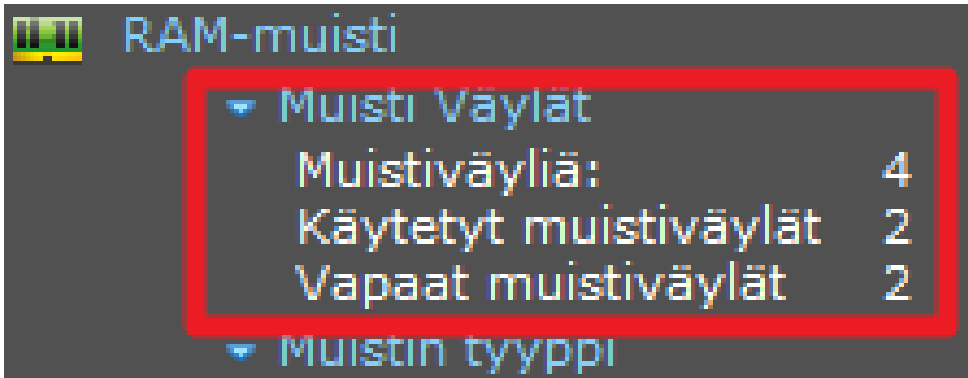 RAM-muisti
Muisti Väylät
Muistiväyliä: 4
Käytetyt muistiväylät 2
Vapaat muistiväylät 2
Muistin tyyppi